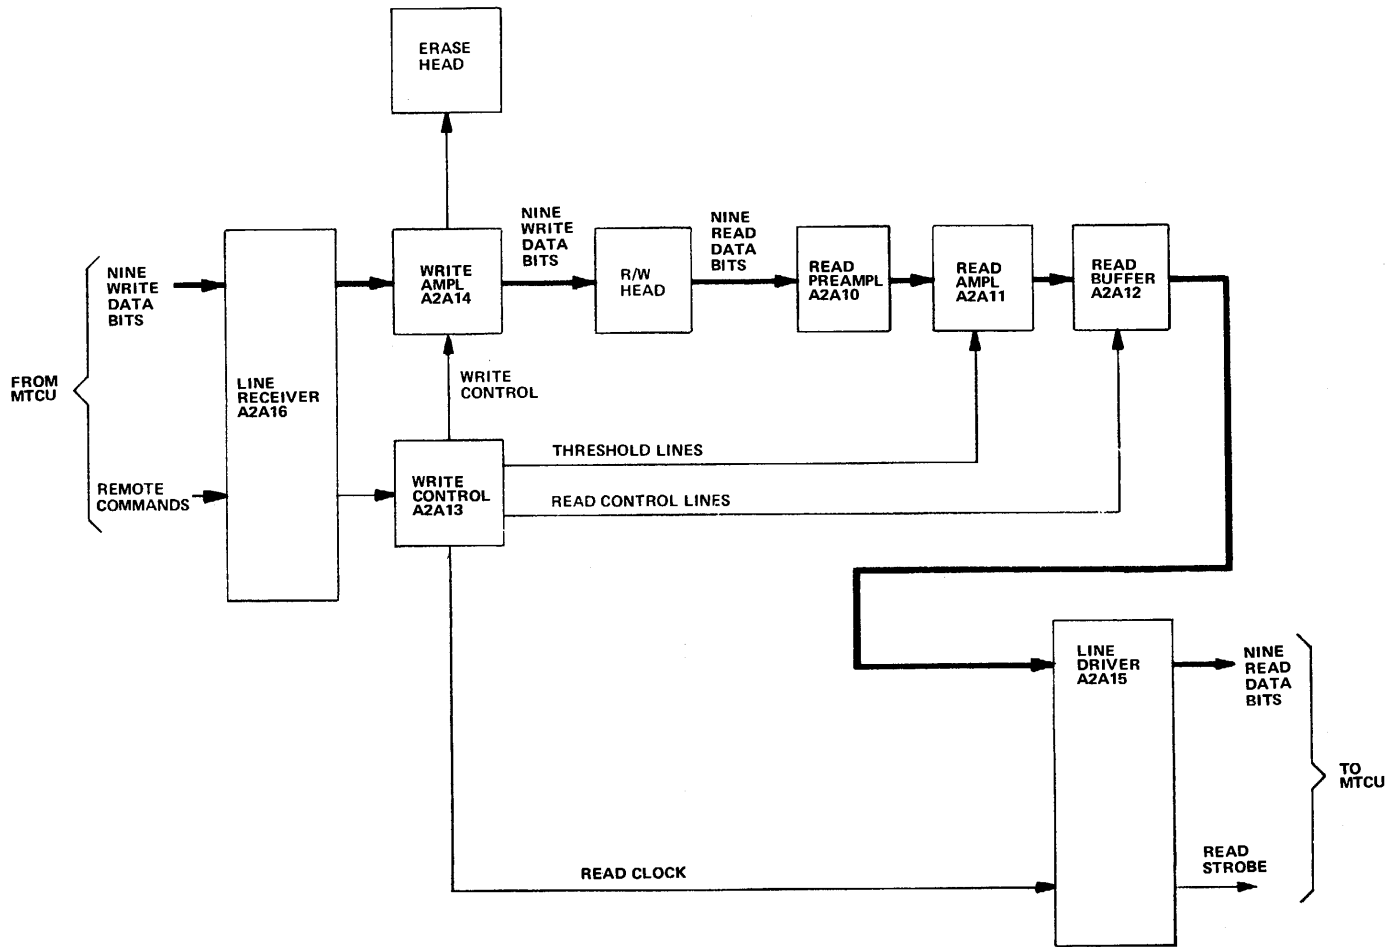 ERASE
HEAD
NINE
WRITE
DATA
BITS
NINE
READ
DATA
BITS
NINE
WRITE
DATA
BITS
WRITE
AMPL
A2A14
R/W
HEAD
READ
PREAMPL
A2A10
READ
AMPL
A2A11
READ
BUFFER
A2A12
FROM
MTCU
LINE
RECEIVER
A2A16
WRITE
CONTROL
REMOTE
COMMANDS
WRITE
CONTROL
A2A13
THRESHOLD LINES
READ CONTROL LINES
LINE
DRIVER
A2A15
NINE
READ
DATA
BITS
TO
MTCU
READ CLOCK
READ
STROBE